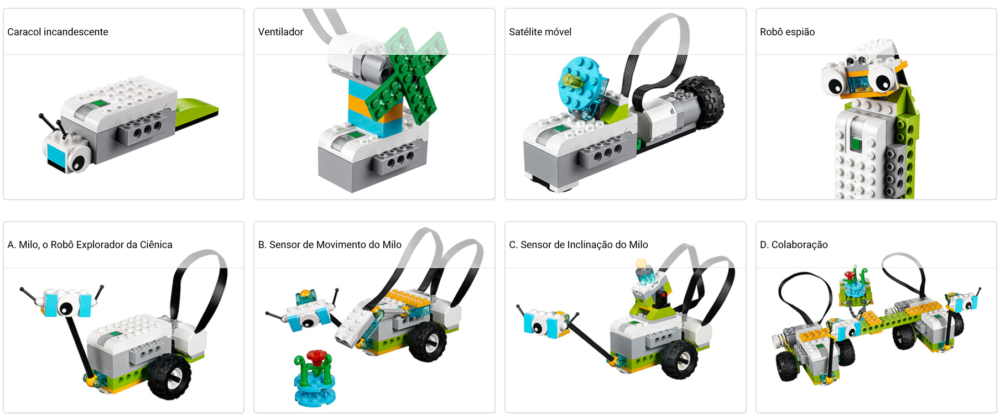 Caracol incandescente
Ventilador
Satélite móvel
Robô espião
A. Milo, o Robô Explorador da Ciênica
B. Sensor de Movimento do Milo
C. Sensor de Inclinação do Milo
D. Colaboração